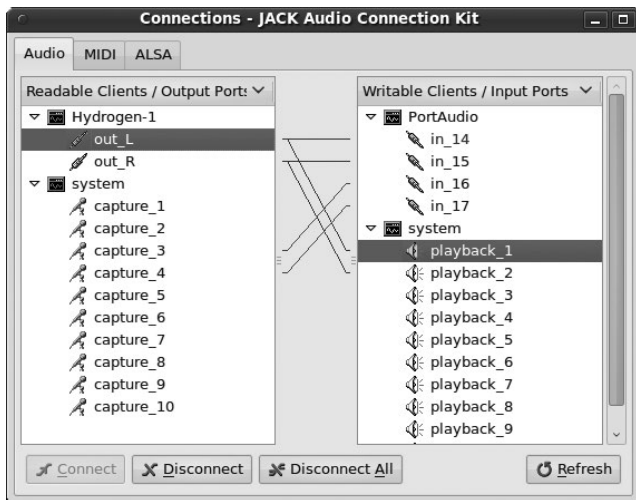 Connections - JACK Audio Connection Kit
Audio MIDI ALSA
Readable Clients / Output Ports
Hydrogen-1
out_L
out_R
system
capture_1
capture_2
capture_3
capture_4
capture_5
capture_6
capture_7
capture_8
capture_9
capture_10
Writable Clients / Input Ports
PortAudio
in_14
in_15
in_16
in_17
system
playback_1
playback_2
playback_3
playback_4
playback_5
playback_6
playback_7
playback_8
playback_9
Connect Disconnect Disconnect All Refresh